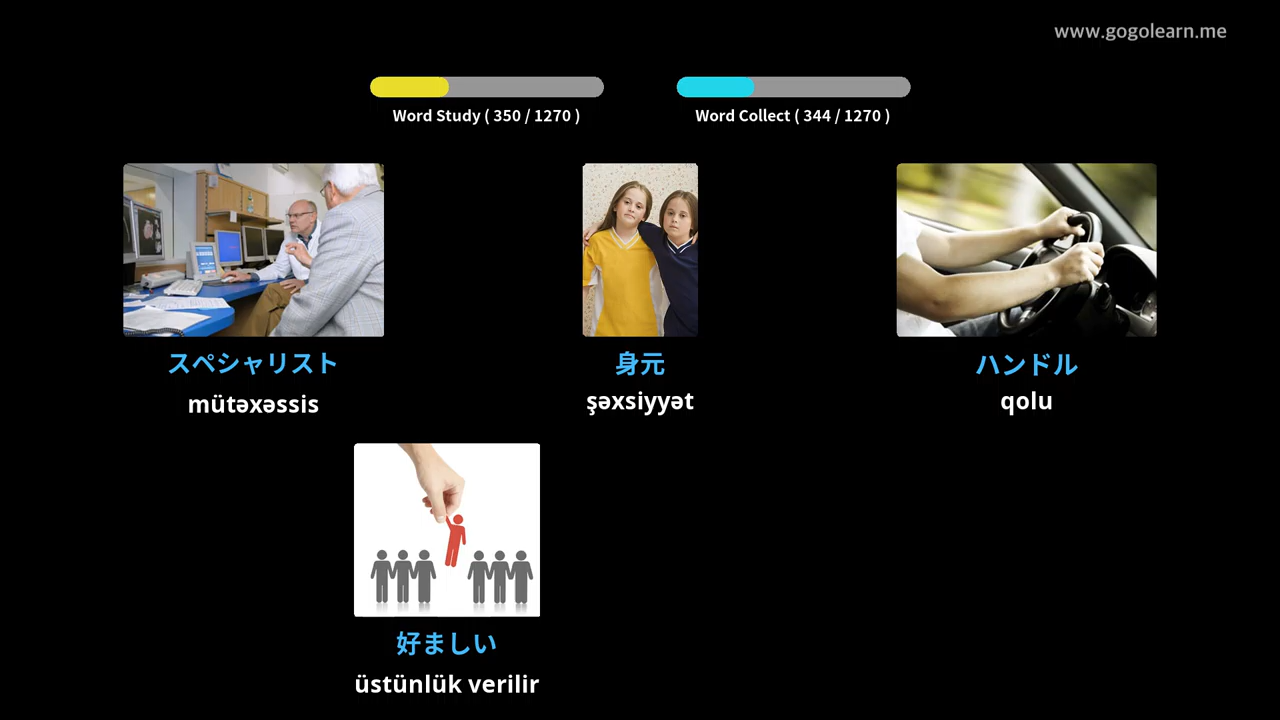 www.gogolearn.me
Word Study ( 350 / 1270 )
Word Collect ( 344 / 1270 )
スペシャリスト
mütəxəssis
身元
şəxsiyyət
ハンドル
qolu
好ましい
üstünlük verilir